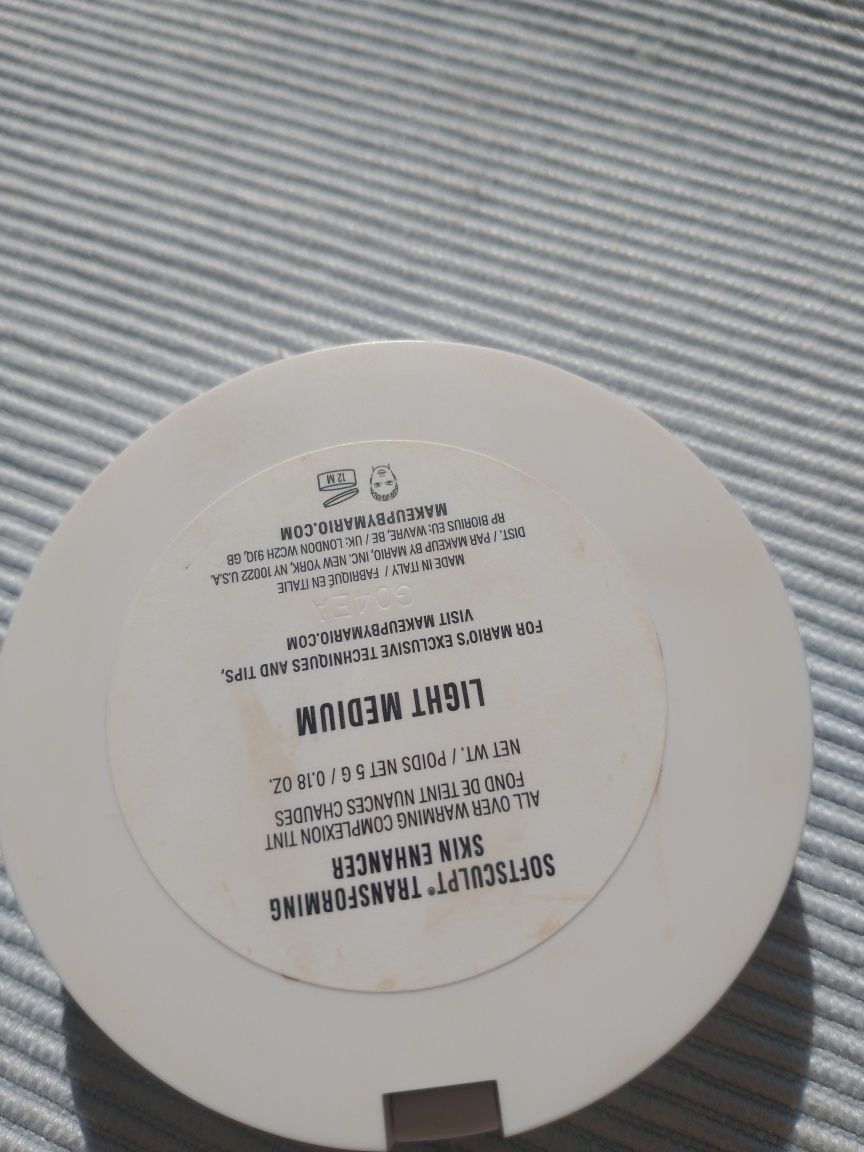 SOFTSCULPT® TRANSFORMING
SKIN ENHANCER
ALL OVER WARMING COMPLEXION TINT
FOND DE TEINT NUANCES CHAUDES
NET WT. / POIDS NET 5 G / 0.18 OZ.
LIGHT MEDIUM
FOR MARIO'S EXCLUSIVE TECHNIQUES AND TIPS,
VISIT MAKEUPBYMARIO.COM
MADE IN ITALY / FABRIQUÉ EN ITALIE
DIST. / PAR MAKEUP BY MARIO, INC. NEW YORK, NY 10022 U.S.A.
RP BIORIUS EU: WAVRE, BE / UK: LONDON WC2H 9JQ, GB
MAKEUPBYMARIO.COM
12 M